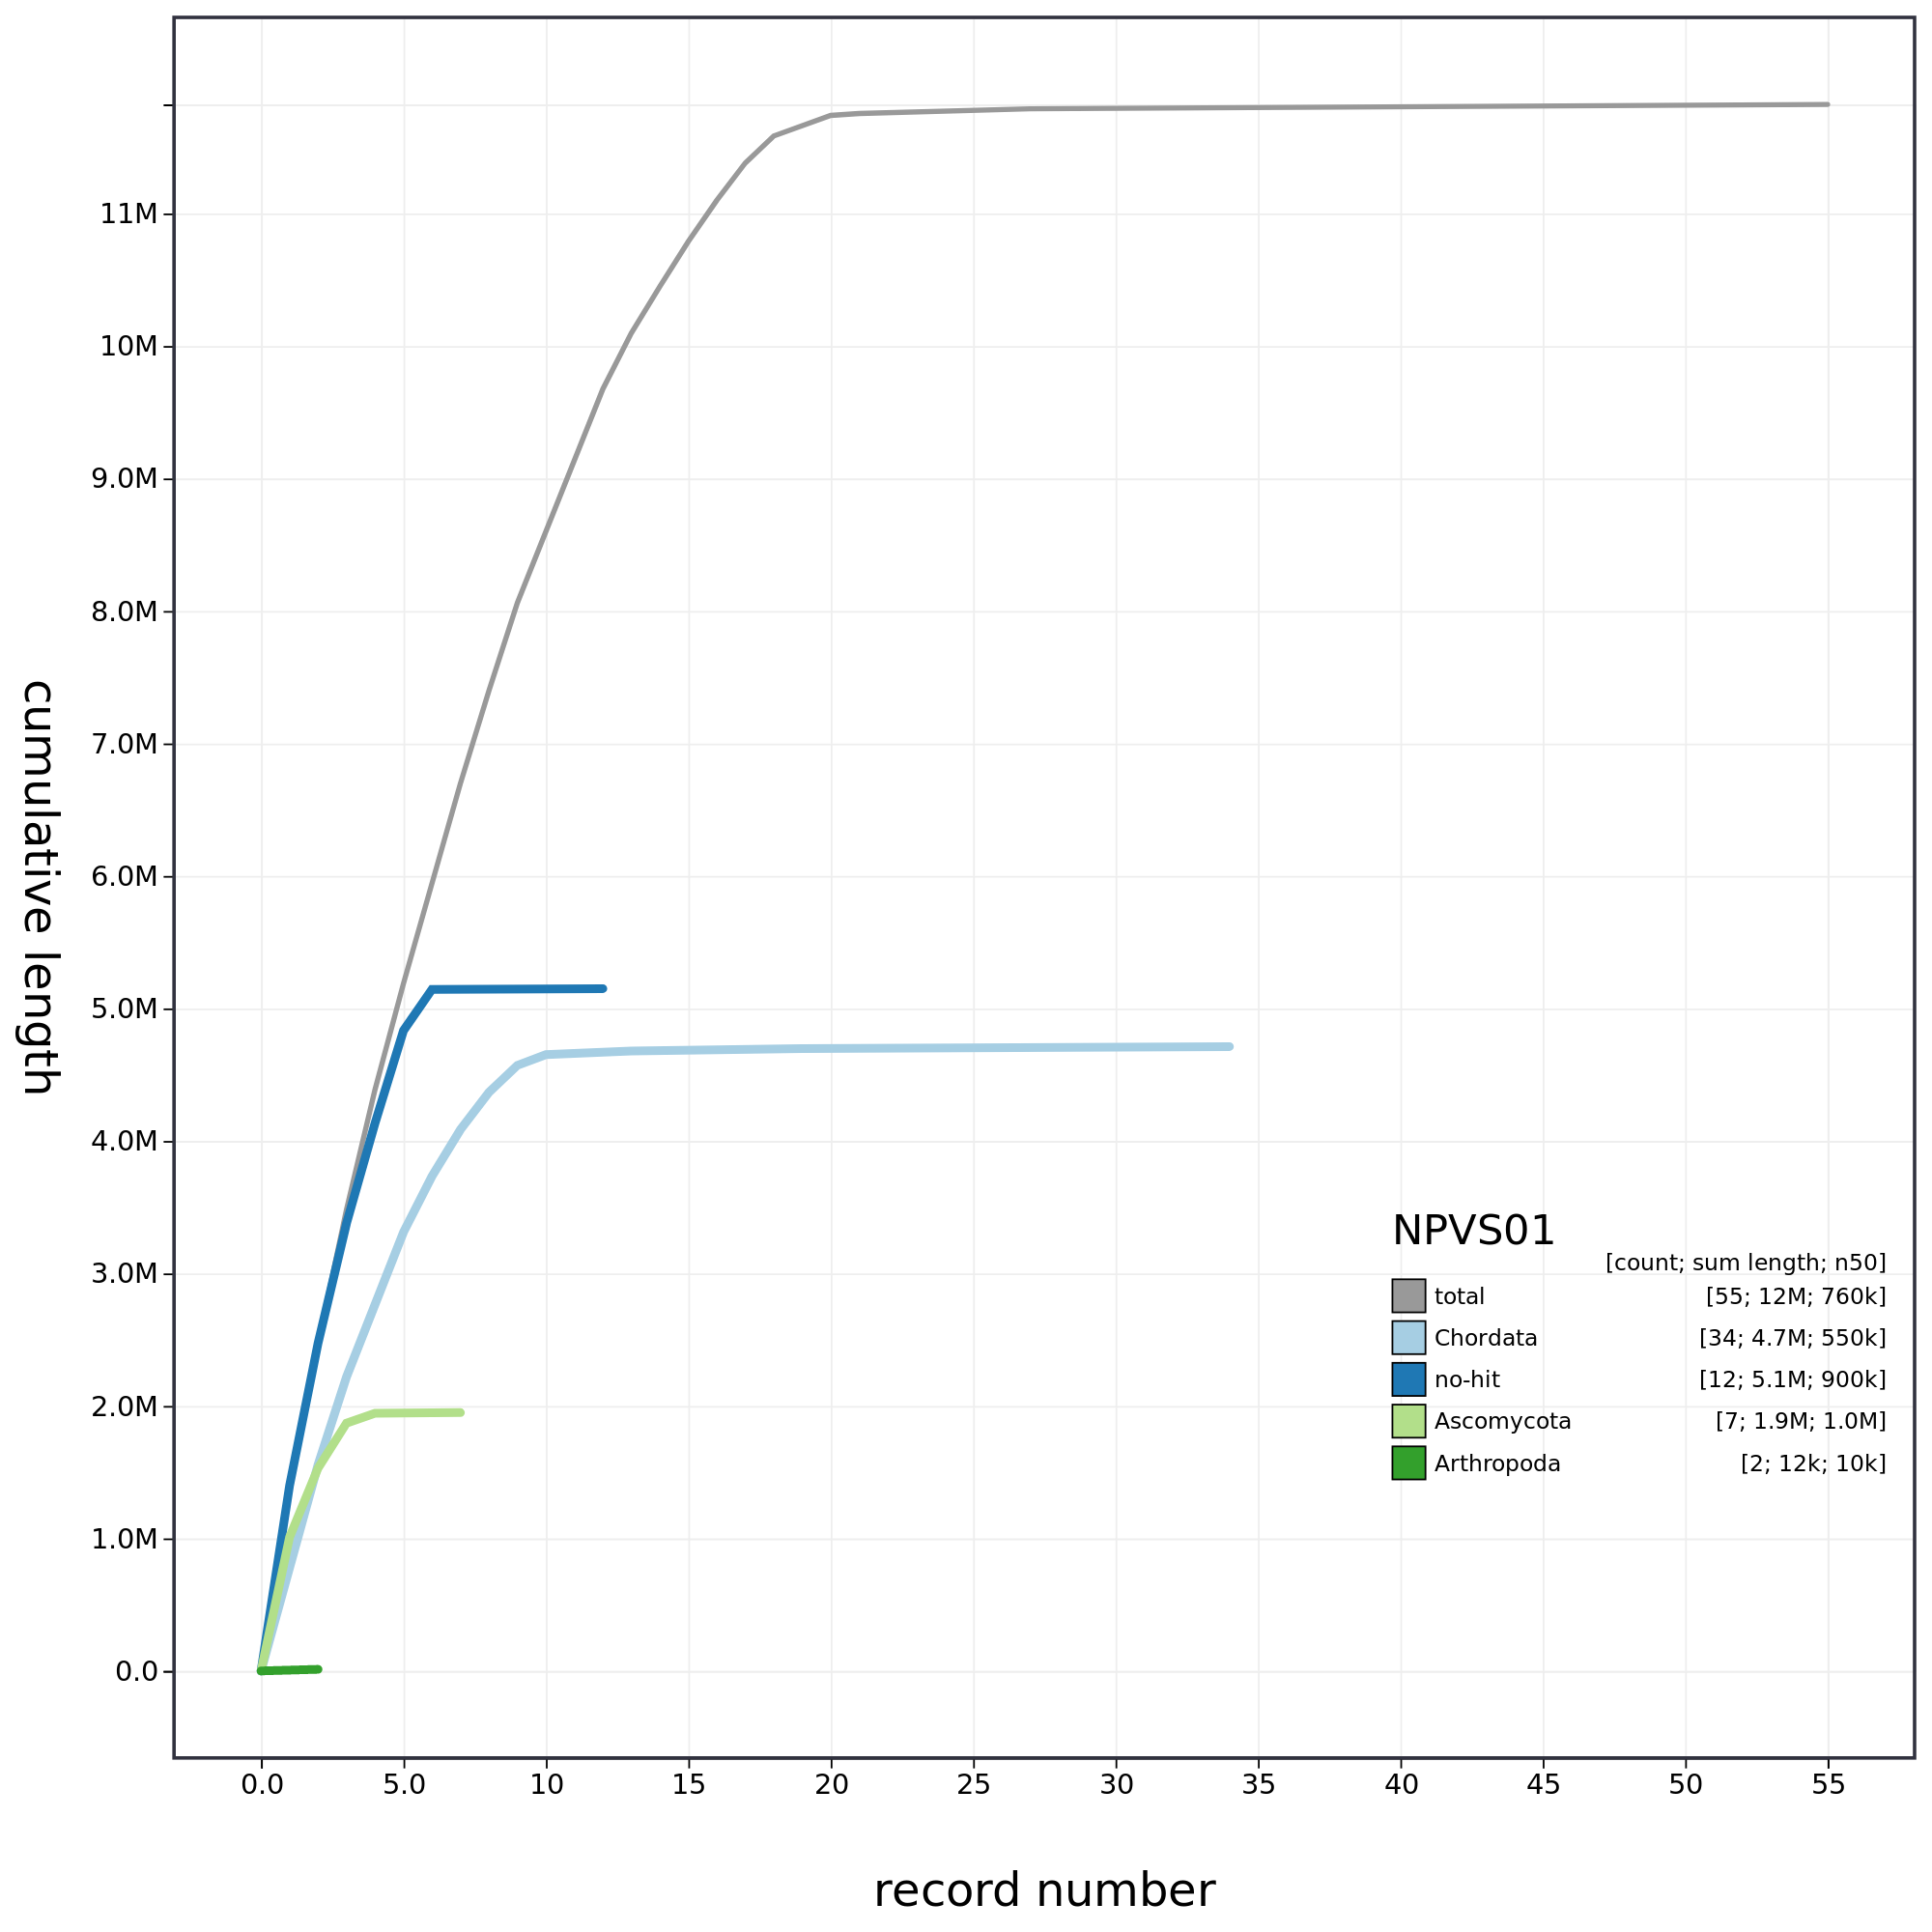 11M
10M
9.0M
8.0M
7.0M
6.0M
5.0M
4.0M
3.0M
2.0M
1.0M
0.0
cumulative length
NPVS01
[count; sum length; n50]
total [55; 12M; 760k]
Chordata [34; 4.7M; 550k]
no-hit [12; 5.1M; 900k]
Ascomycota [7; 1.9M; 1.0M]
Arthropoda [2; 12k; 10k]
0.0 5.0 10 15 20 25 30 35 40 45 50 55
record number